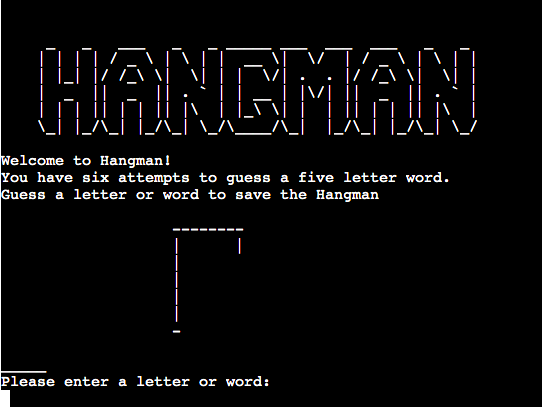 HANGMAN
Welcome to Hangman!
You have six attempts to guess a five letter word.
Guess a letter or word to save the Hangman
_____
Please enter a letter or word: